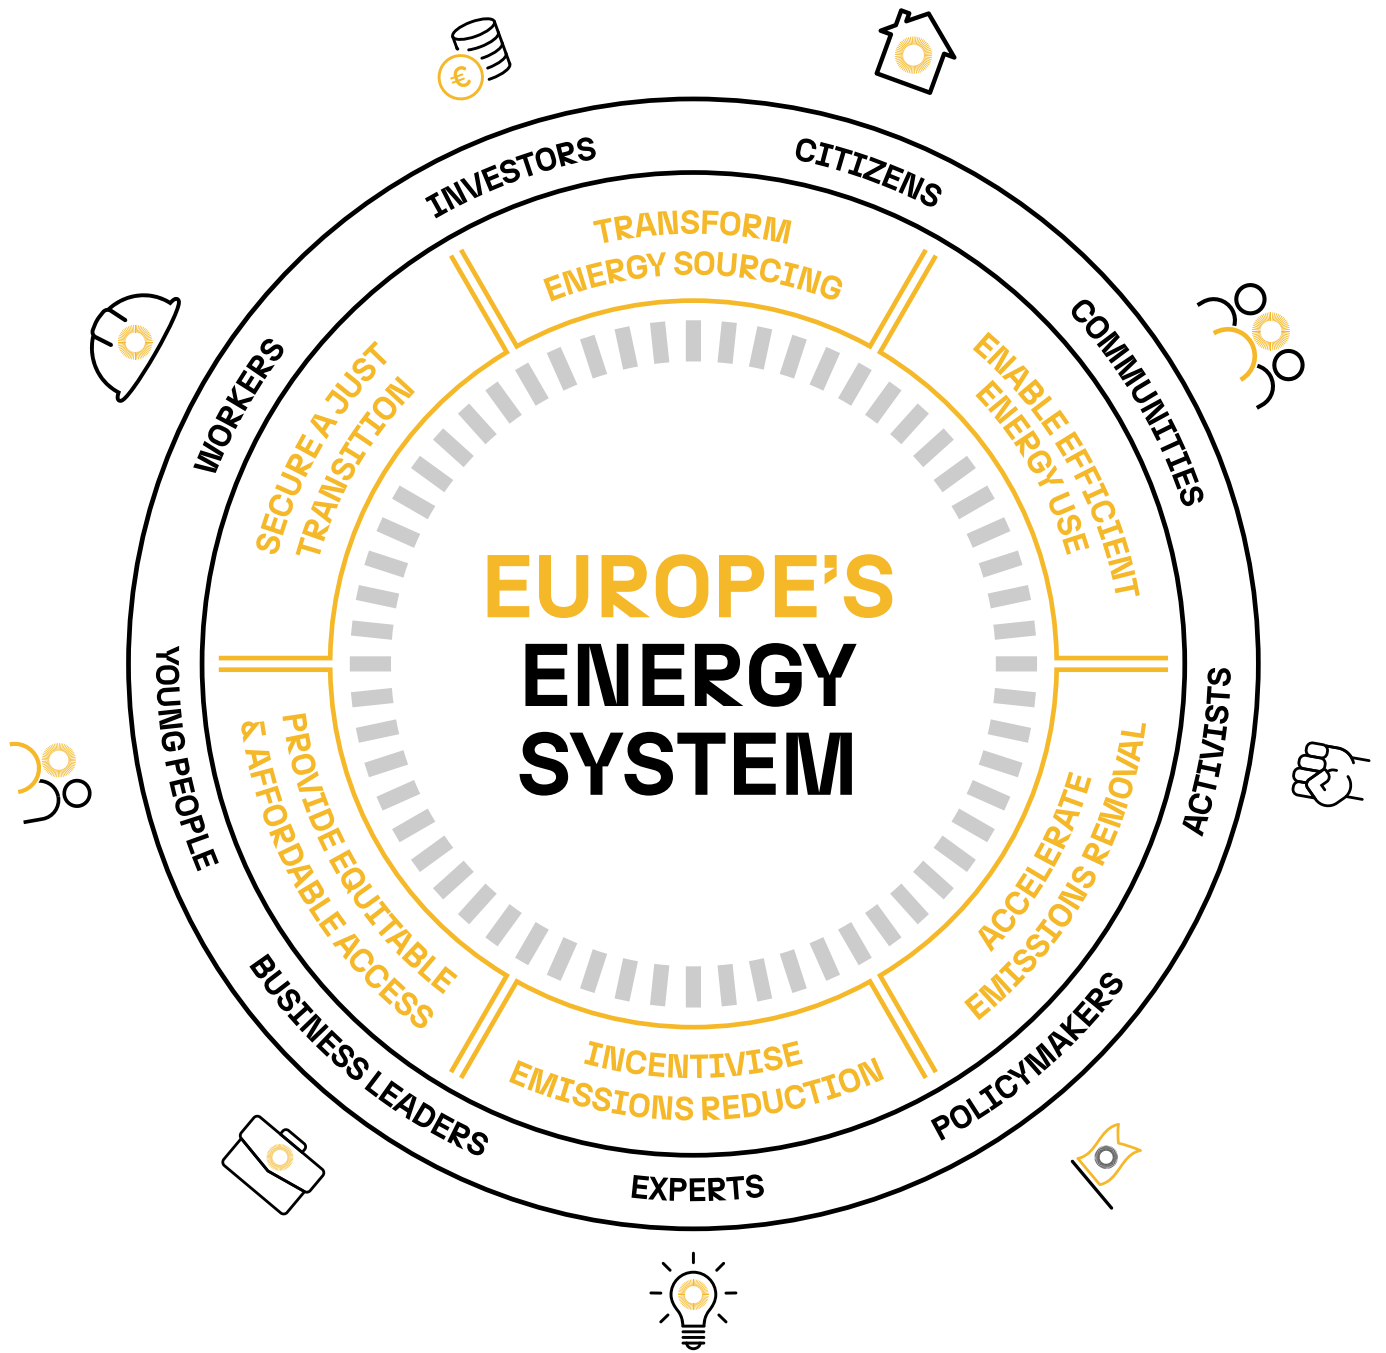 INVESTORS
CITIZENS
COMMUNITIES
ACTIVISTS
POLICYMAKERS
EXPERTS
BUSINESS LEADERS
YOUNG PEOPLE
WORKERS
TRANSFORM
ENERGY SOURCING
ENABLE EFFICIENT
ENERGY USE
ACCELERATE
EMISSIONS REMOVAL
INCENTIVISE
EMISSIONS REDUCTION
PROVIDE EQUITABLE
& AFFORDABLE ACCESS
SECURE A JUST
TRANSITION
EUROPE’S
ENERGY
SYSTEM
€